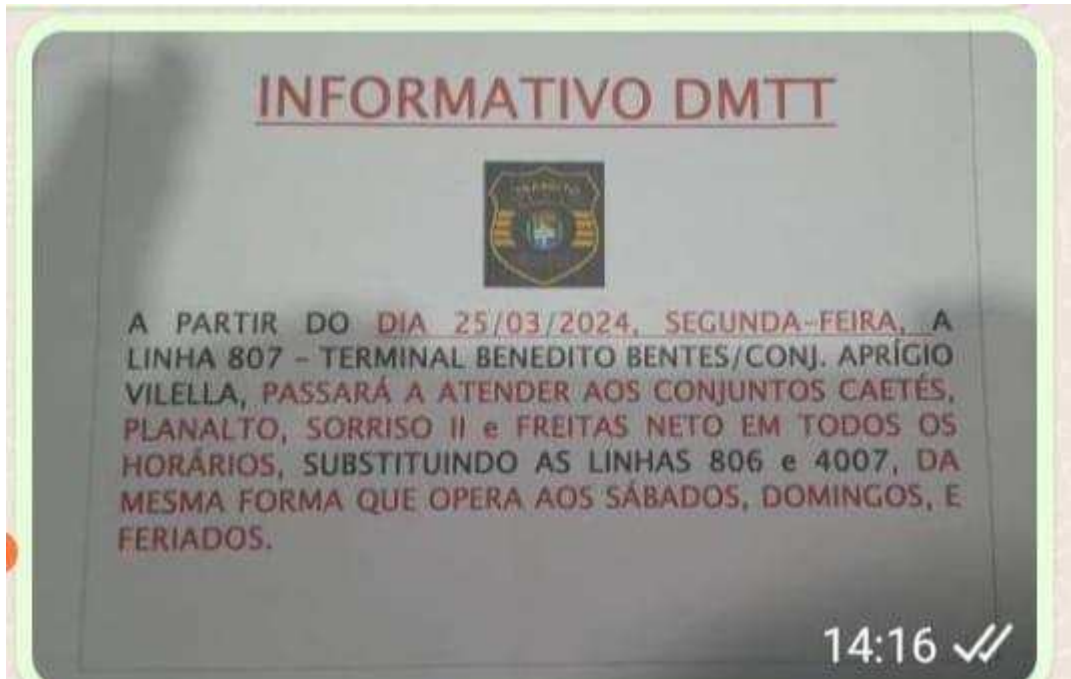 INFORMATIVO DMTT
TRÂNSITO
A PARTIR DO DIA 25/03/2024, SEGUNDA-FEIRA, A
LINHA 807 - TERMINAL BENEDITO BENTES/CONJ. APRÍGIO
VILELLA, PASSARÁ A ATENDER AOS CONJUNTOS CAETÉS,
PLANALTO, SORRISO II e FREITAS NETO EM TODOS OS
HORÁRIOS, SUBSTITUINDO AS LINHAS 806 e 4007, DA
MESMA FORMA QUE OPERA AOS SÁBADOS, DOMINGOS, E
FERIADOS.
14:16